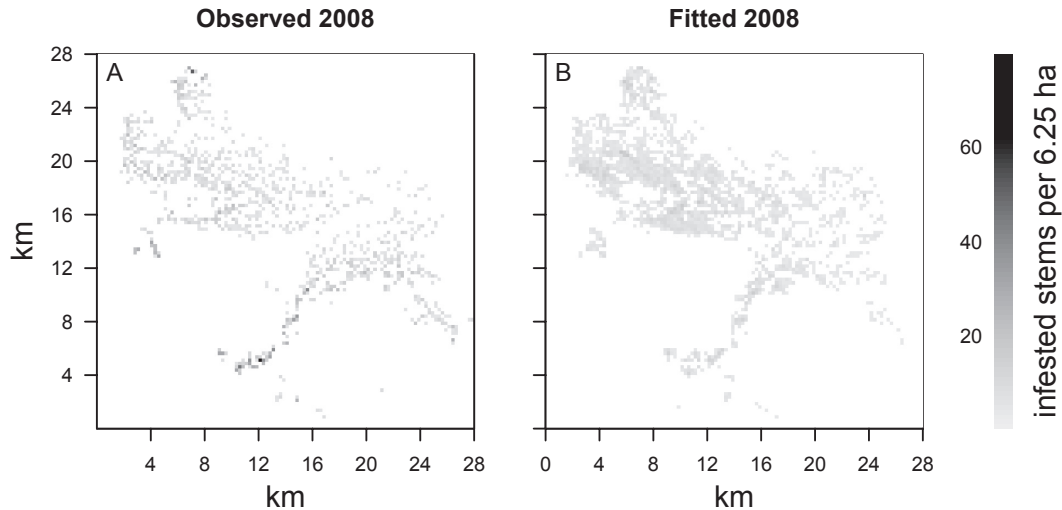 Observed 2008
Fitted 2008
A
B
28
24
20
16
12
8
4
km
4 8 12 16 20 24 28
km
0 4 8 12 16 20 24 28
km
60
40
20
infested stems per 6.25 ha